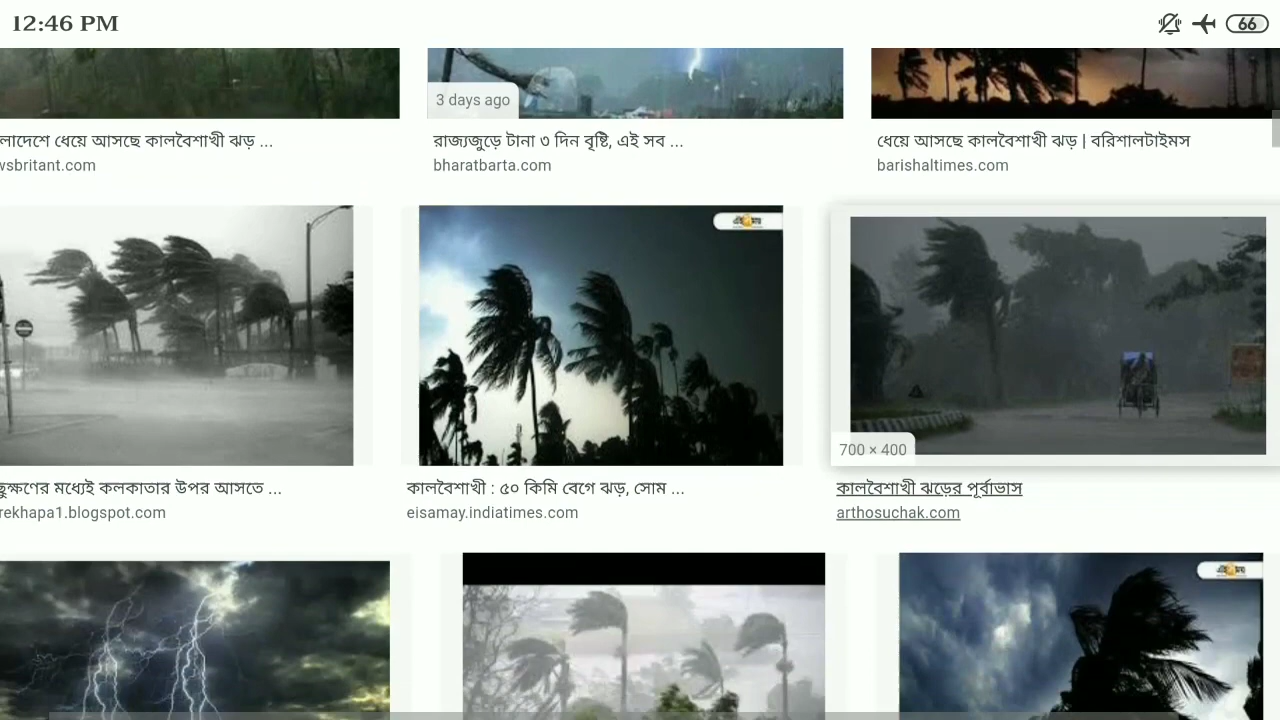 12:46 PM
66
3 days ago
লাদেশে ধেয়ে আসছে কালবৈশাখী ঝড় ...
রাজ্যজুড়ে টানা ৩ দিন বৃষ্টি, এই সব ...
ধেয়ে আসছে কালবৈশাখী ঝড় | বরিশালটাইমস
wsbritant.com
bharatbarta.com
barishaltimes.com
700 × 400
ছুক্ষণের মধ্যেই কলকাতার উপর আসতে ...
কালবৈশাখী : ৫০ কিমি বেগে ঝড়, সোম ...
কালবৈশাখী ঝড়ের পূর্বাভাস
rekhapa1.blogspot.com
eisamay.indiatimes.com
arthosuchak.com